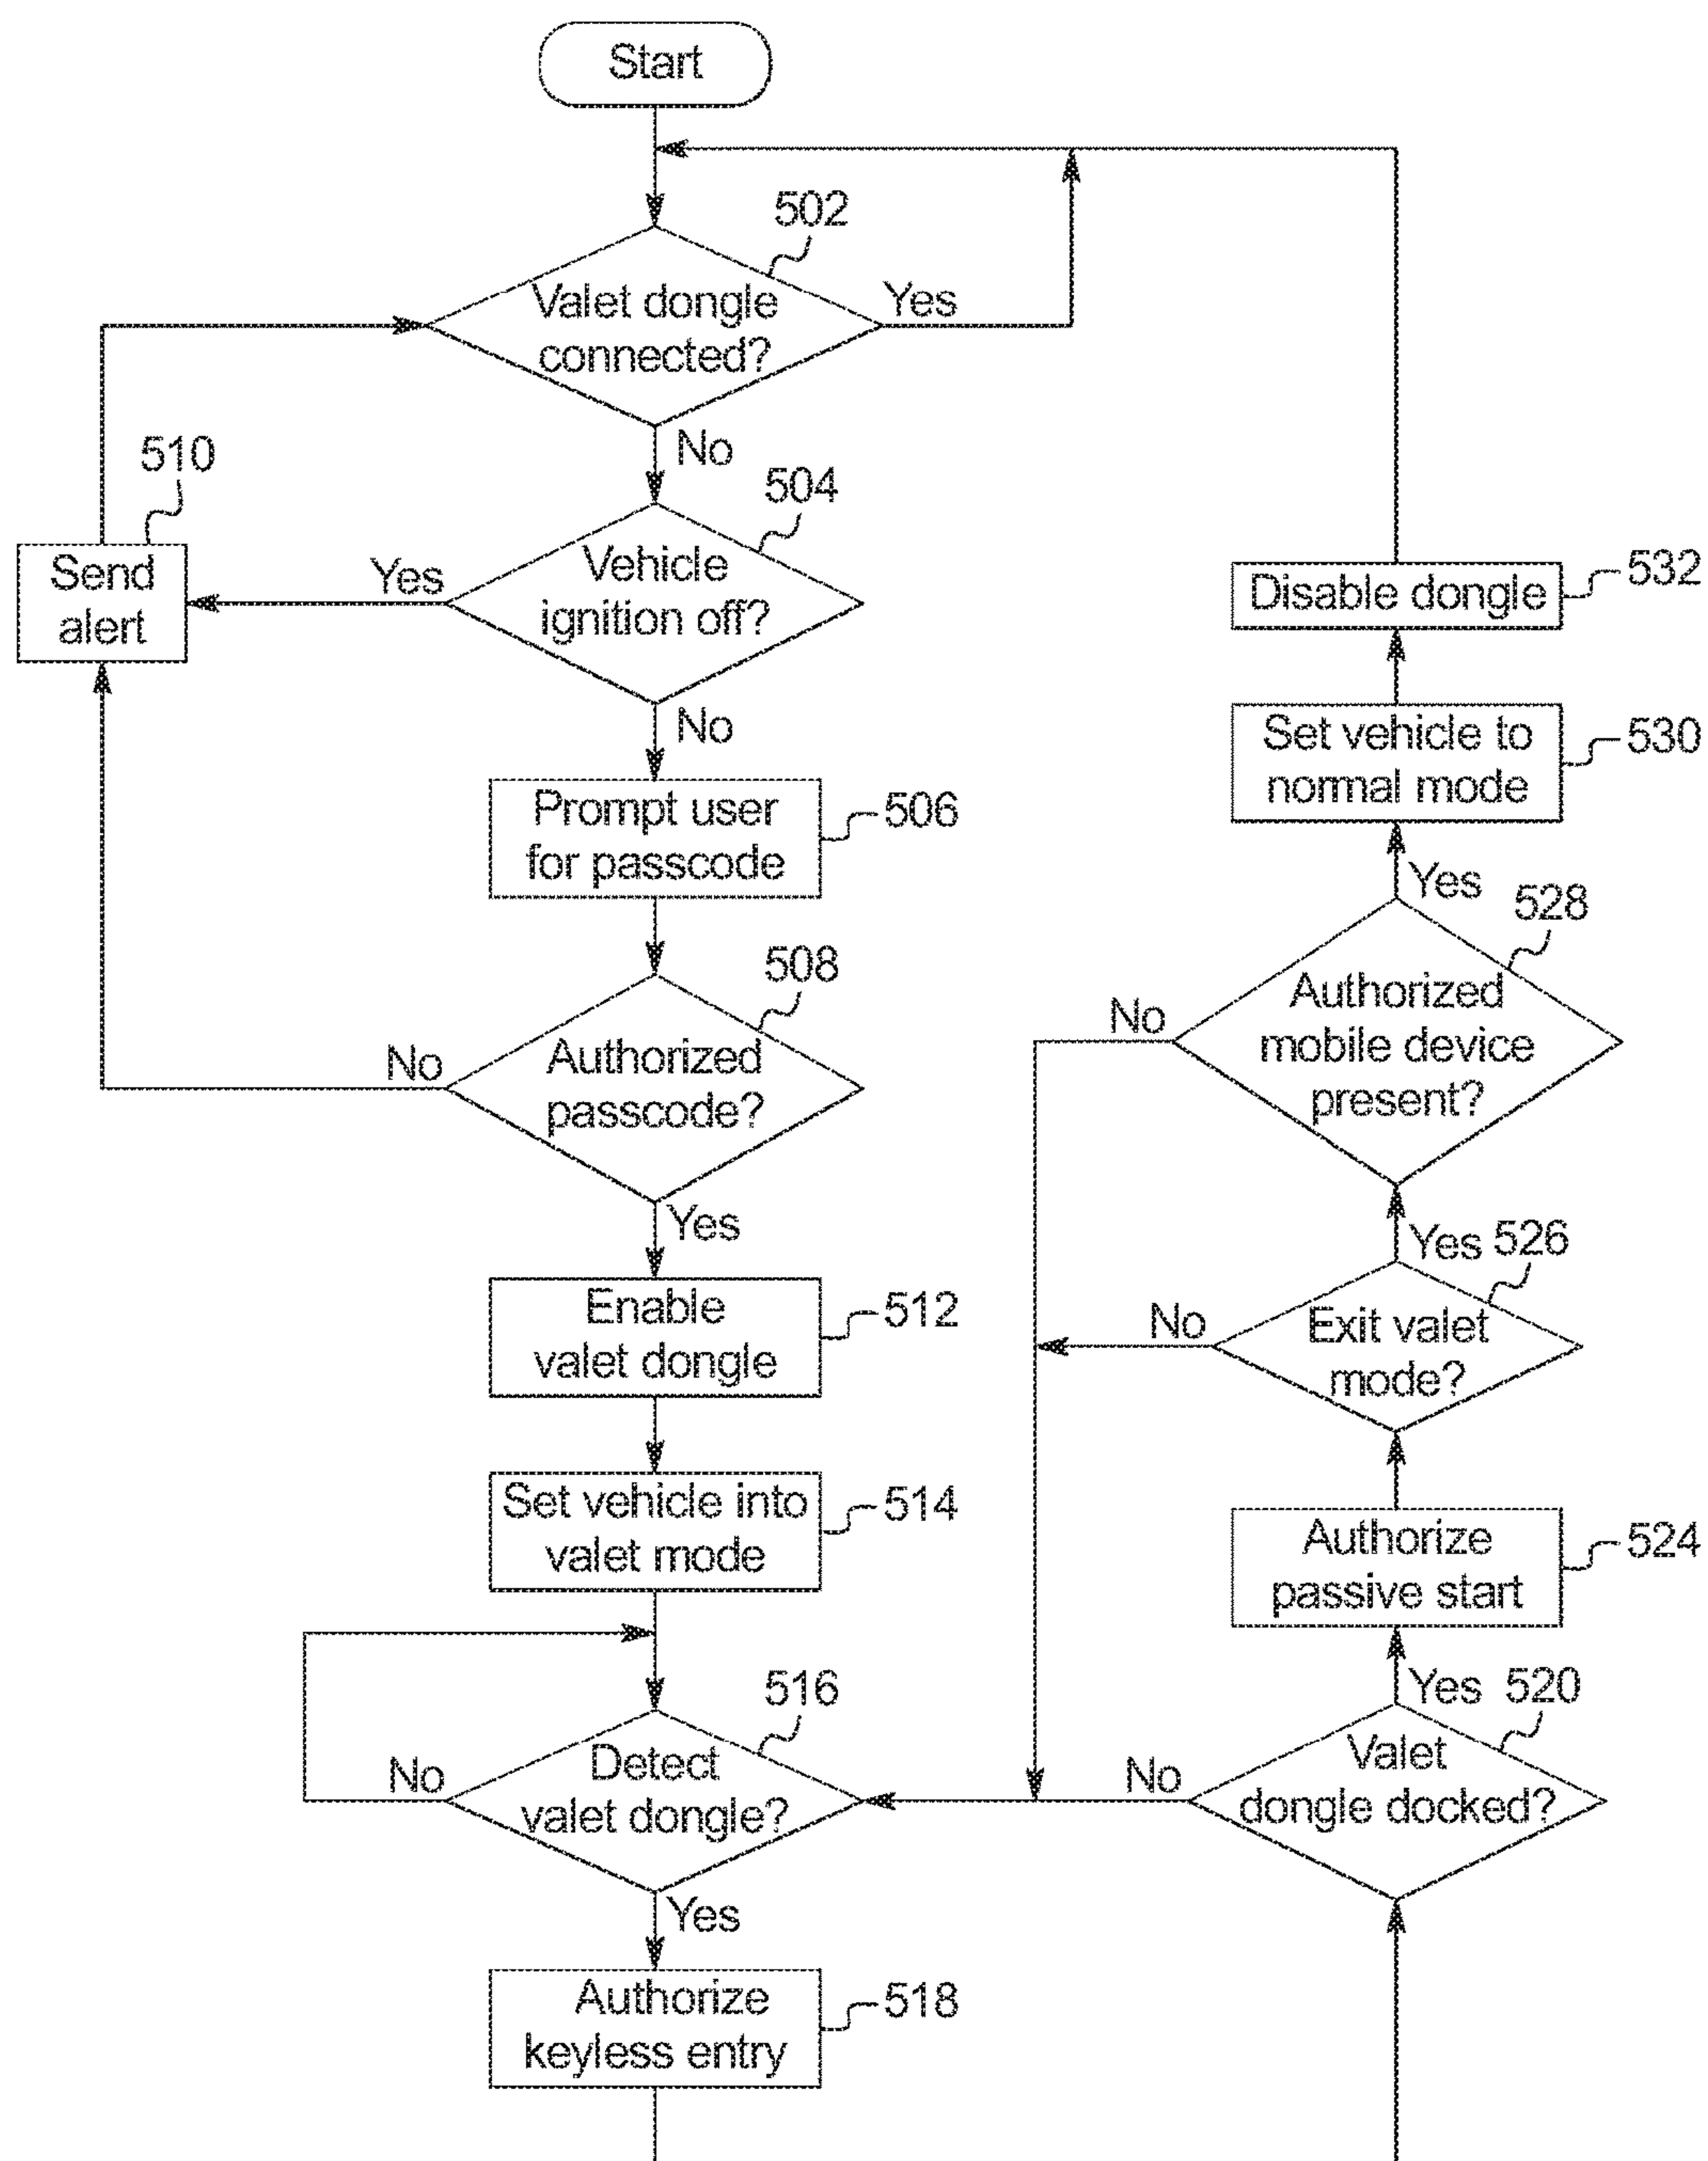 Start
502
Valet dongle
connected?
Yes
No
510
Send
alert
504
Vehicle
ignition off?
Yes
No
Prompt user
for passcode
506
508
Authorized
passcode?
No
Yes
Enable
valet dongle
512
Set vehicle into
valet mode
514
516
Detect
valet dongle?
No
Yes
Authorize
keyless entry
518
Valet
dongle docked?
520
No
Yes
Authorize
passive start
524
Exit valet
mode?
526
No
Yes
Authorized
mobile device
present?
528
No
Yes
Set vehicle to
normal mode
530
Disable dongle
532